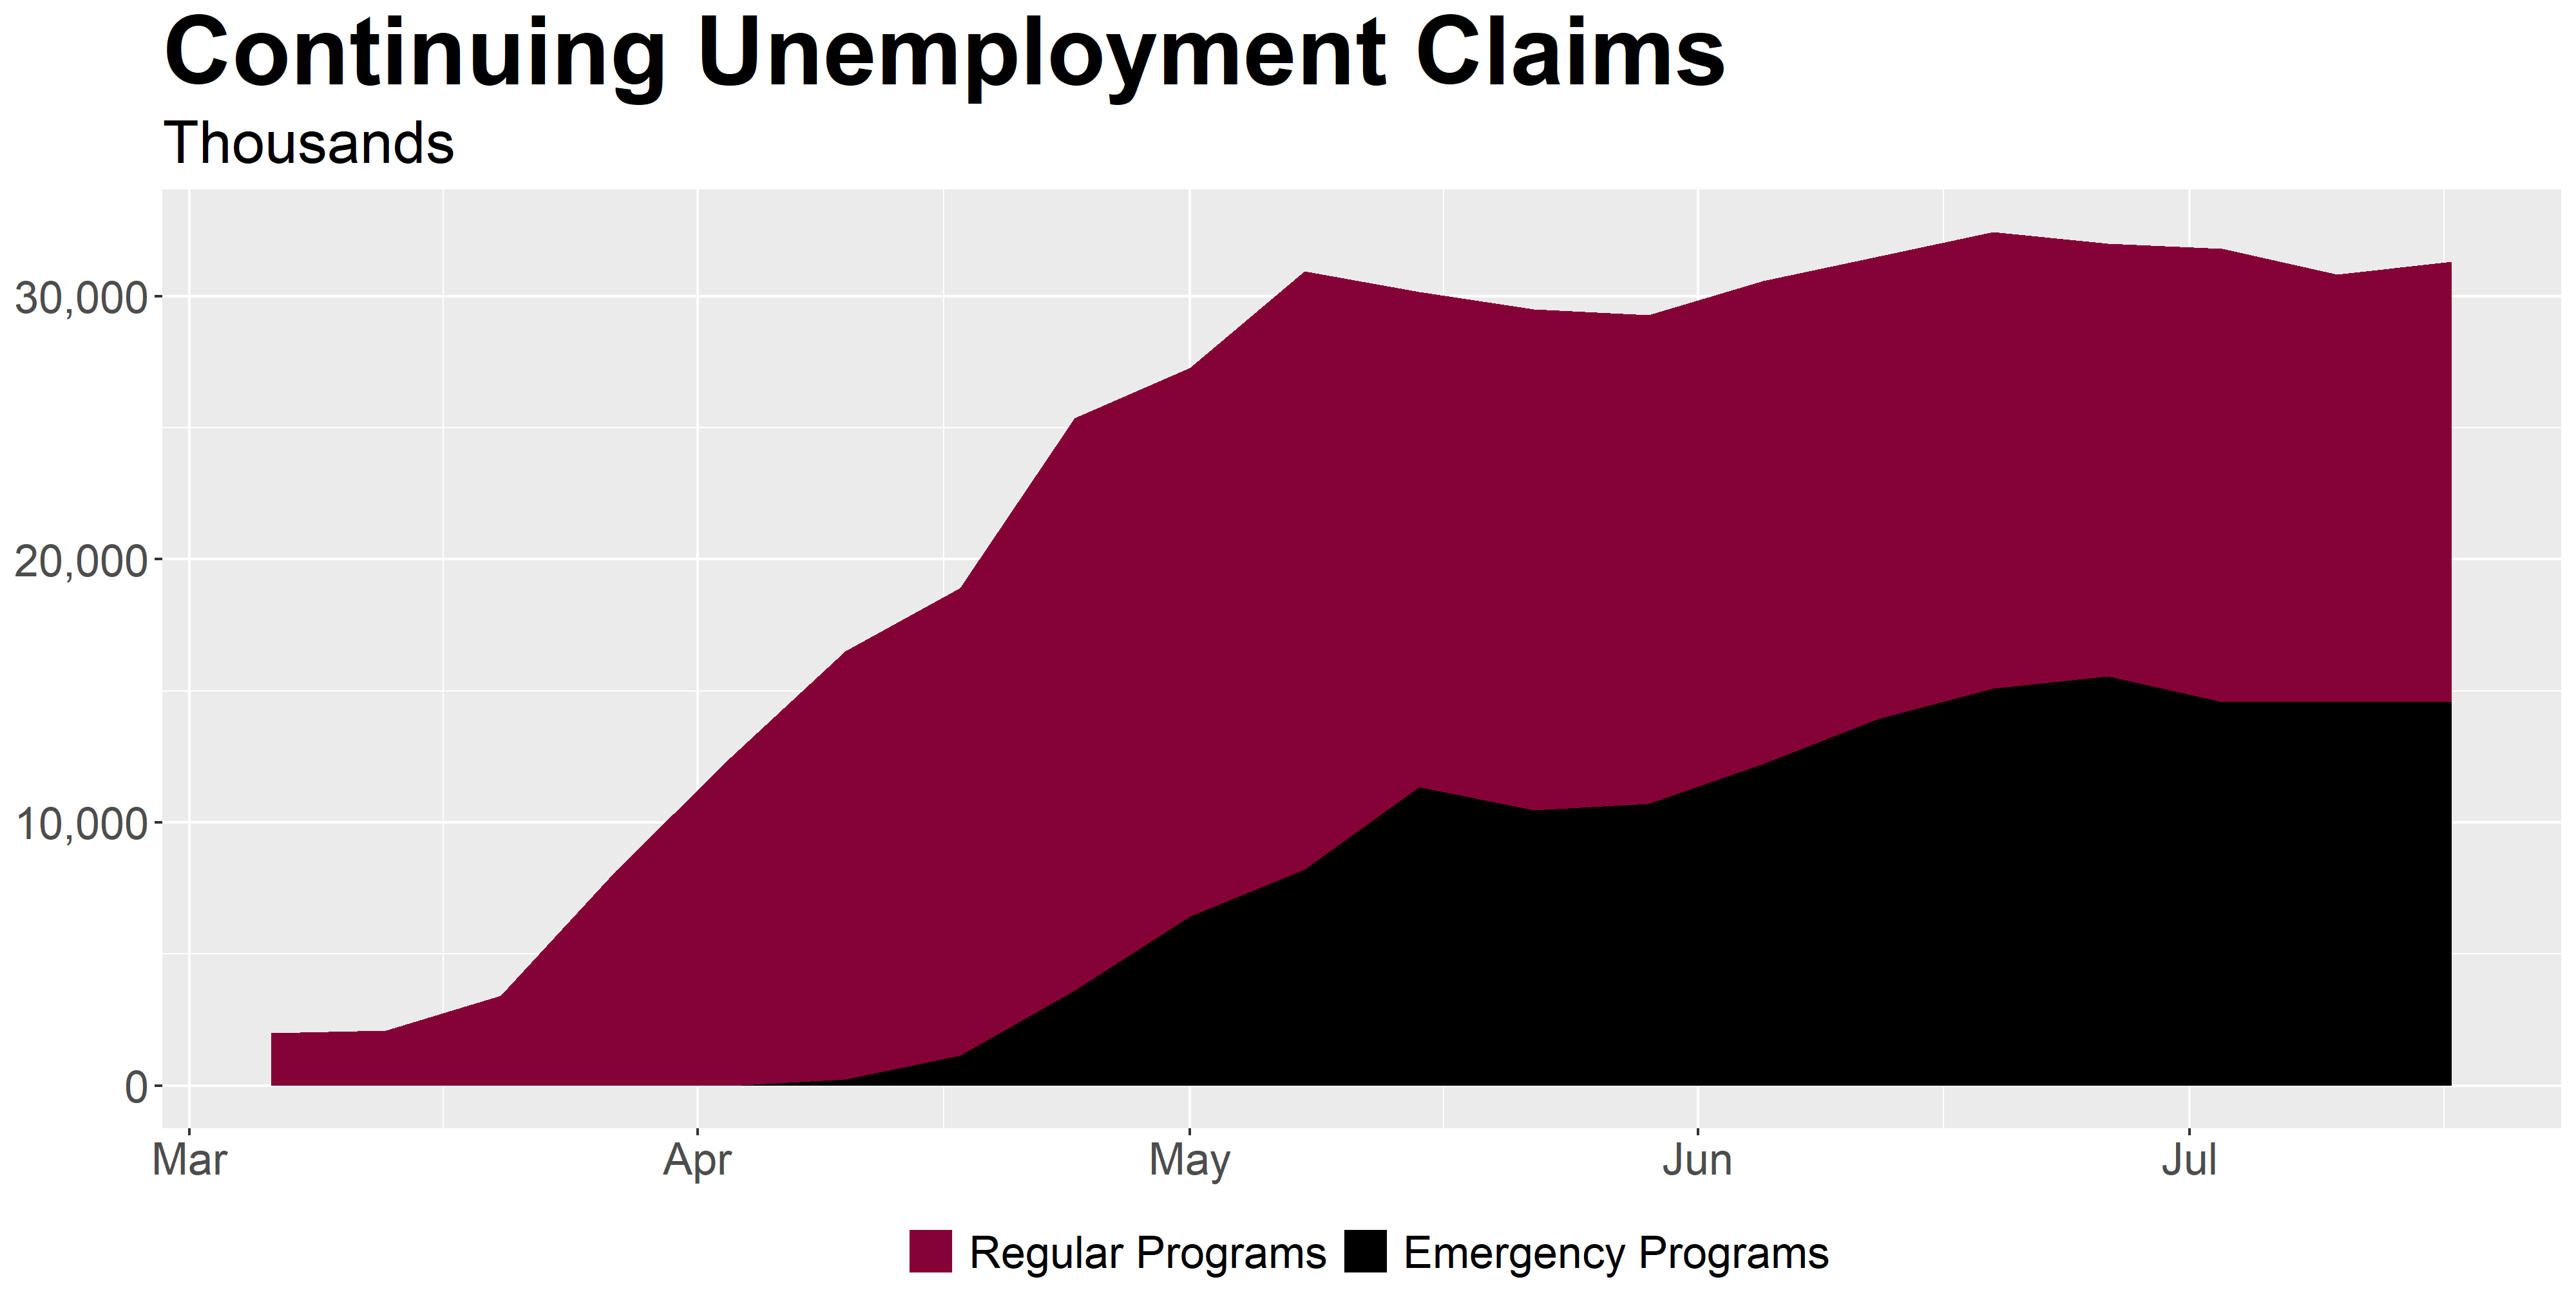 Continuing Unemployment Claims
Thousands
30,000
20,000
10,000
0
Mar Apr May Jun Jul
Regular Programs Emergency Programs